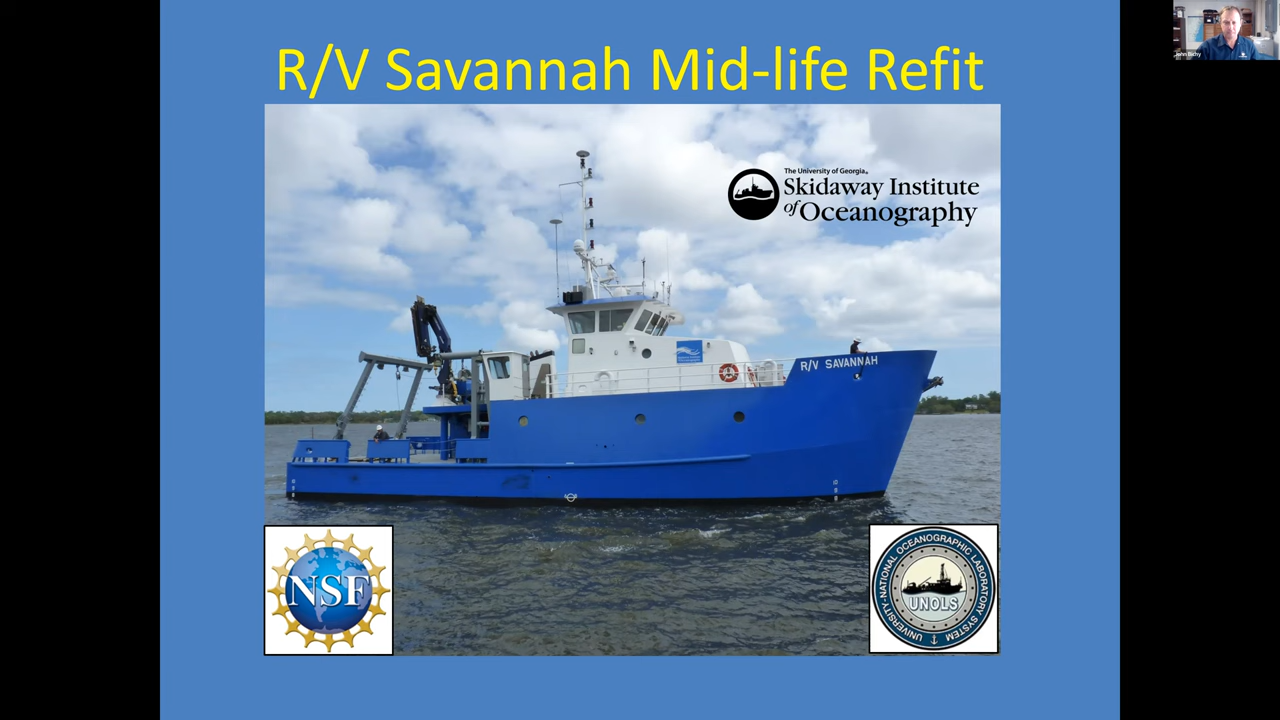 R/V Savannah Mid-life Refit
The University of Georgia
Skidaway Institute
of Oceanography
R/V SAVANNAH
NSF
UNIVERSITY-NATIONAL OCEANOGRAPHIC LABORATORY SYSTEM
UNOLS